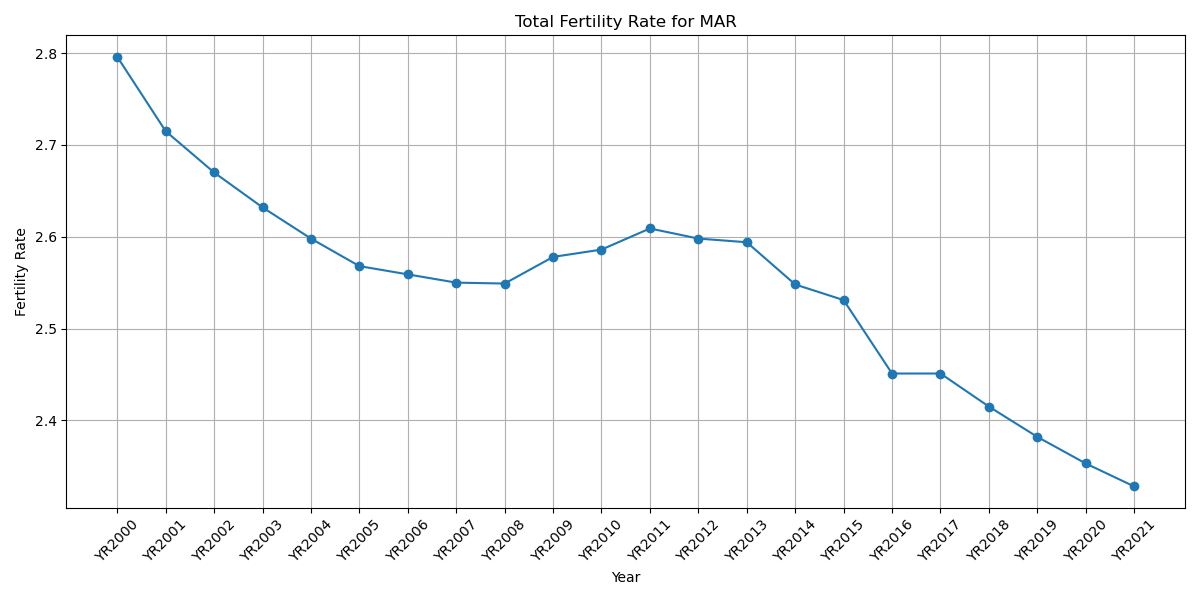 Total Fertility Rate for MAR
Fertility Rate
2.8
2.7
2.6
2.5
2.4
YR2000
YR2001
YR2002
YR2003
YR2004
YR2005
YR2006
YR2007
YR2008
YR2009
YR2010
YR2011
YR2012
YR2013
YR2014
YR2015
YR2016
YR2017
YR2018
YR2019
YR2020
YR2021
Year